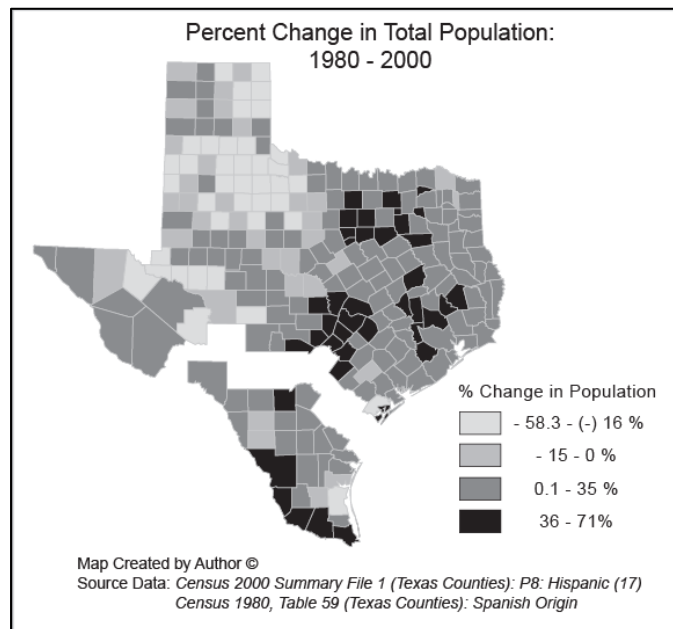 Percent Change in Total Population:
1980 - 2000
% Change in Population
- 58.3 - (-) 16 %
- 15 - 0 %
0.1 - 35 %
36 - 71%
Map Created by Author ©
Source Data: Census 2000 Summary File 1 (Texas Counties): P8: Hispanic (17)
Census 1980, Table 59 (Texas Counties): Spanish Origin